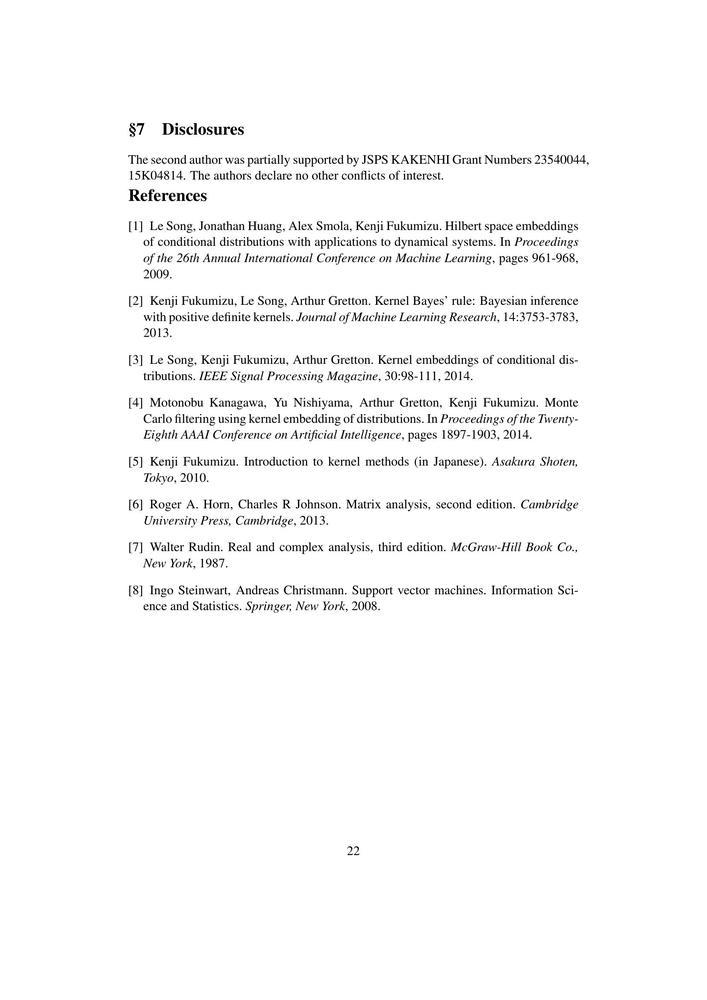 §7 Disclosures
The second author was partially supported by JSPS KAKENHI Grant Numbers 23540044,
15K04814. The authors declare no other conflicts of interest.
References
[1] Le Song, Jonathan Huang, Alex Smola, Kenji Fukumizu. Hilbert space embeddings
of conditional distributions with applications to dynamical systems. In Proceedings
of the 26th Annual International Conference on Machine Learning, pages 961-968,
2009.
[2] Kenji Fukumizu, Le Song, Arthur Gretton. Kernel Bayes' rule: Bayesian inference
with positive definite kernels. Journal of Machine Learning Research, 14:3753-3783,
2013.
[3] Le Song, Kenji Fukumizu, Arthur Gretton. Kernel embeddings of conditional dis-
tributions. IEEE Signal Processing Magazine, 30:98-111, 2014.
[4] Motonobu Kanagawa, Yu Nishiyama, Arthur Gretton, Kenji Fukumizu. Monte
Carlo filtering using kernel embedding of distributions. In Proceedings of the Twenty-
Eighth AAAI Conference on Artificial Intelligence, pages 1897-1903, 2014.
[5] Kenji Fukumizu. Introduction to kernel methods (in Japanese). Asakura Shoten,
Tokyo, 2010.
[6] Roger A. Horn, Charles R Johnson. Matrix analysis, second edition. Cambridge
University Press, Cambridge, 2013.
[7] Walter Rudin. Real and complex analysis, third edition. McGraw-Hill Book Co.,
New York, 1987.
[8] Ingo Steinwart, Andreas Christmann. Support vector machines. Information Sci-
ence and Statistics. Springer, New York, 2008.
22